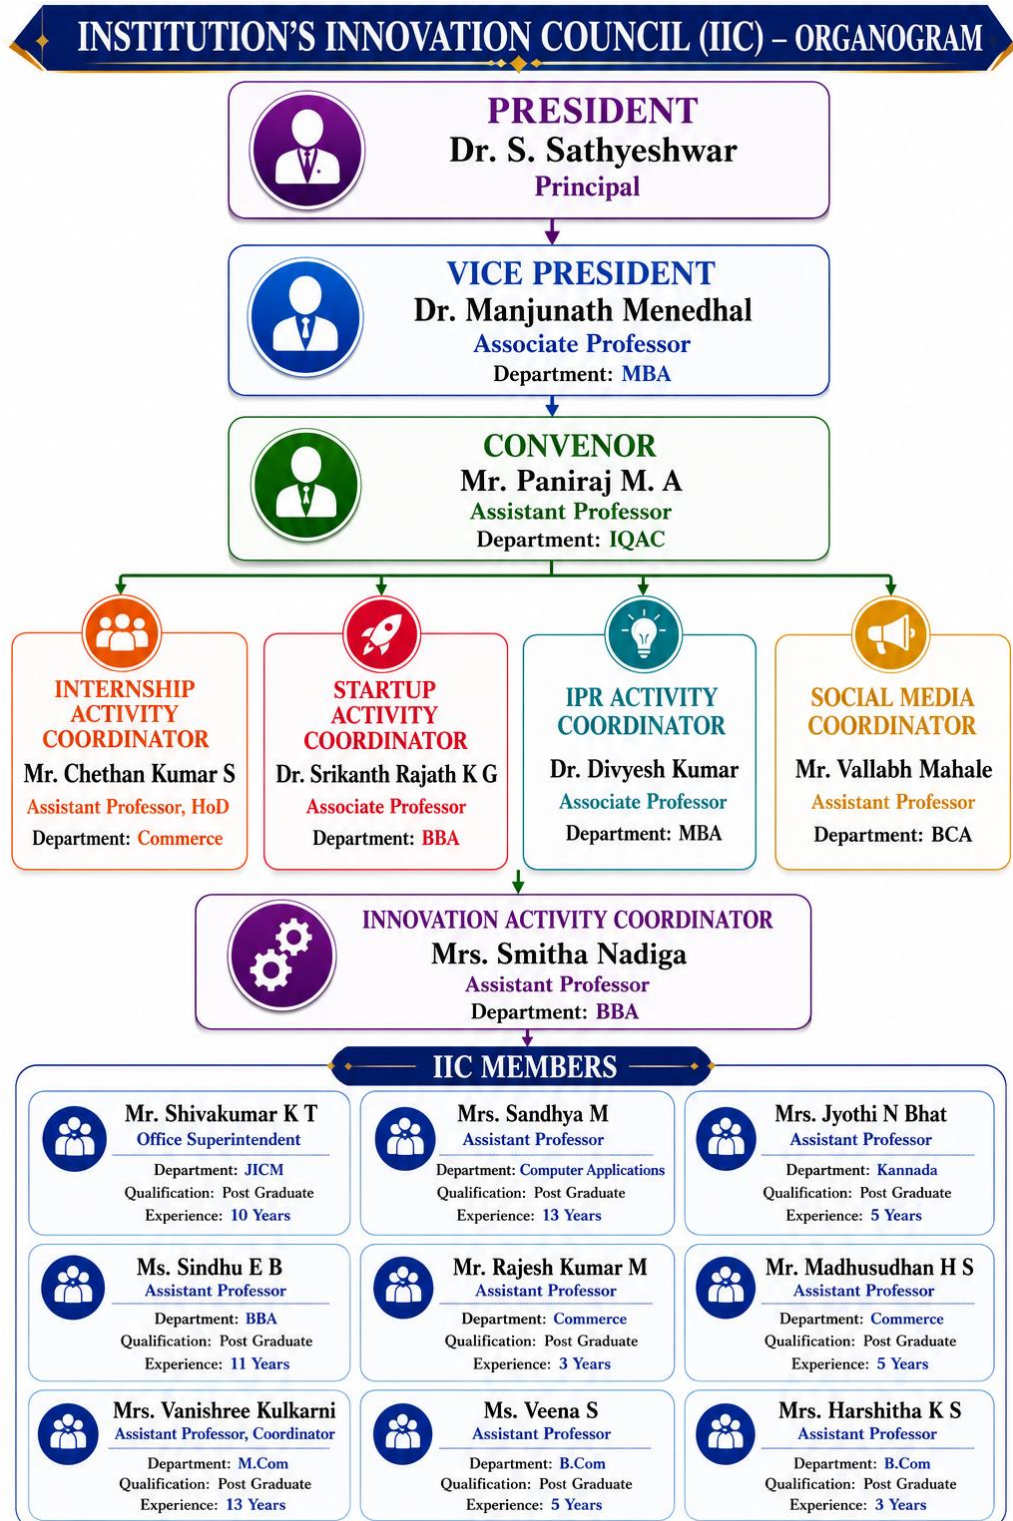 INSTITUTION'S INNOVATION COUNCIL (IIC) – ORGANOGRAM
PRESIDENT
Dr. S. Sathyeshwar
Principal
VICE PRESIDENT
Dr. Manjunath Menedhal
Associate Professor
Department: MBA
CONVENOR
Mr. Paniraj M. A
Assistant Professor
Department: IQAC
INTERNSHIP
ACTIVITY
COORDINATOR
Mr. Chethan Kumar S
Assistant Professor, HoD
Department: Commerce
STARTUP
ACTIVITY
COORDINATOR
Dr. Srikanth Rajath K G
Associate Professor
Department: BBA
IPR ACTIVITY
COORDINATOR
Dr. Divyesh Kumar
Associate Professor
Department: MBA
SOCIAL MEDIA
COORDINATOR
Mr. Vallabh Mahale
Assistant Professor
Department: BCA
INNOVATION ACTIVITY COORDINATOR
Mrs. Smitha Nadiga
Assistant Professor
Department: BBA
IIC MEMBERS
Mr. Shivakumar K T
Office Superintendent
Department: JICM
Qualification: Post Graduate
Experience: 10 Years
Mrs. Sandhya M
Assistant Professor
Department: Computer Applications
Qualification: Post Graduate
Experience: 13 Years
Mrs. Jyothi N Bhat
Assistant Professor
Department: Kannada
Qualification: Post Graduate
Experience: 5 Years
Ms. Sindhu E B
Assistant Professor
Department: BBA
Qualification: Post Graduate
Experience: 11 Years
Mr. Rajesh Kumar M
Assistant Professor
Department: Commerce
Qualification: Post Graduate
Experience: 3 Years
Mr. Madhusudhan H S
Assistant Professor
Department: Commerce
Qualification: Post Graduate
Experience: 5 Years
Mrs. Vanishree Kulkarni
Assistant Professor, Coordinator
Department: M.Com
Qualification: Post Graduate
Experience: 13 Years
Ms. Veena S
Assistant Professor
Department: B.Com
Qualification: Post Graduate
Experience: 5 Years
Mrs. Harshitha K S
Assistant Professor
Department: B.Com
Qualification: Post Graduate
Experience: 3 Years